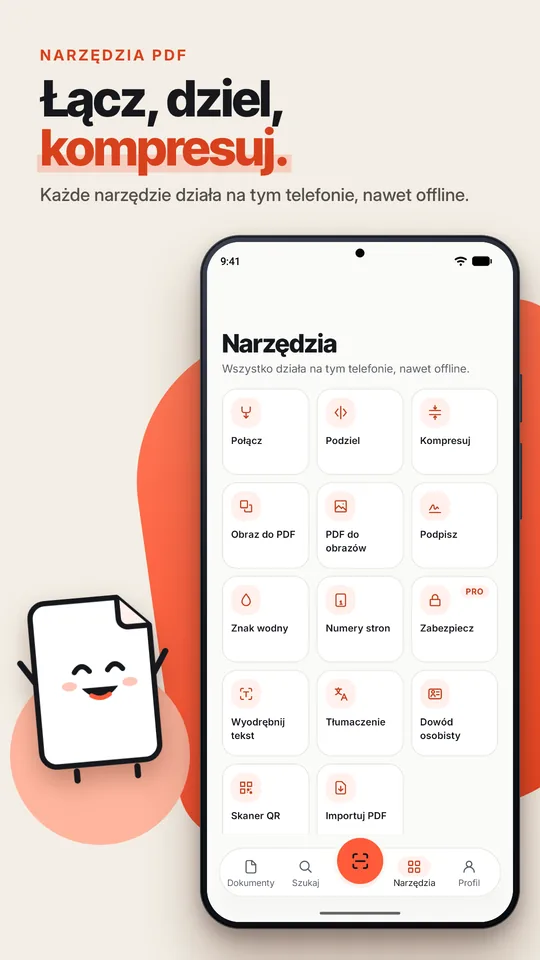 NARZĘDZIA PDF
Łącz, dziel,
kompresuj.
Każde narzędzie działa na tym telefonie, nawet offline.
9:41
Narzędzia
Wszystko działa na tym telefonie, nawet offline.
Połącz
Podziel
Kompresuj
Obraz do PDF
PDF do
obrazów
Podpisz
Znak wodny
Numery stron
PRO
Zabezpiecz
Wyodrębnij
tekst
Tłumaczenie
Dowód
osobisty
Skaner QR
Importuj PDF
Dokumenty
Szukaj
Narzędzia
Profil